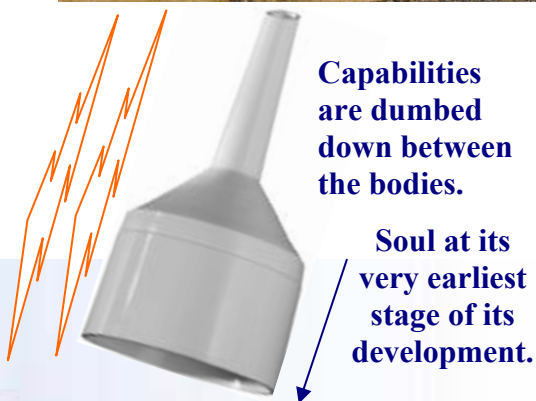 Capabilities
are dumbed
down between
the bodies.
Soul at its
very earliest
stage of its
development.